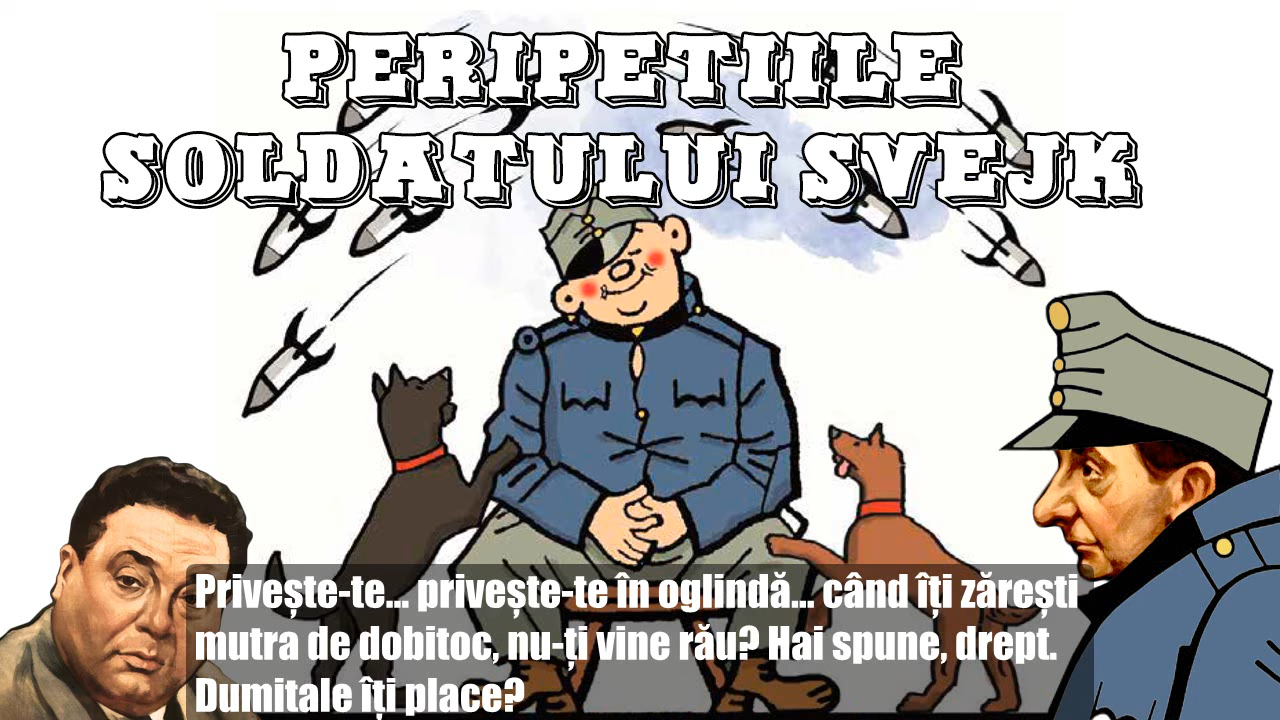 PERIPETIILE
SOLDATULUI SVEJK
Privește-te... privește-te în oglindă... când îți zărești
mutra de dobitoc, nu-ți vine rău? Hai spune, drept.
Dumitale îți place?